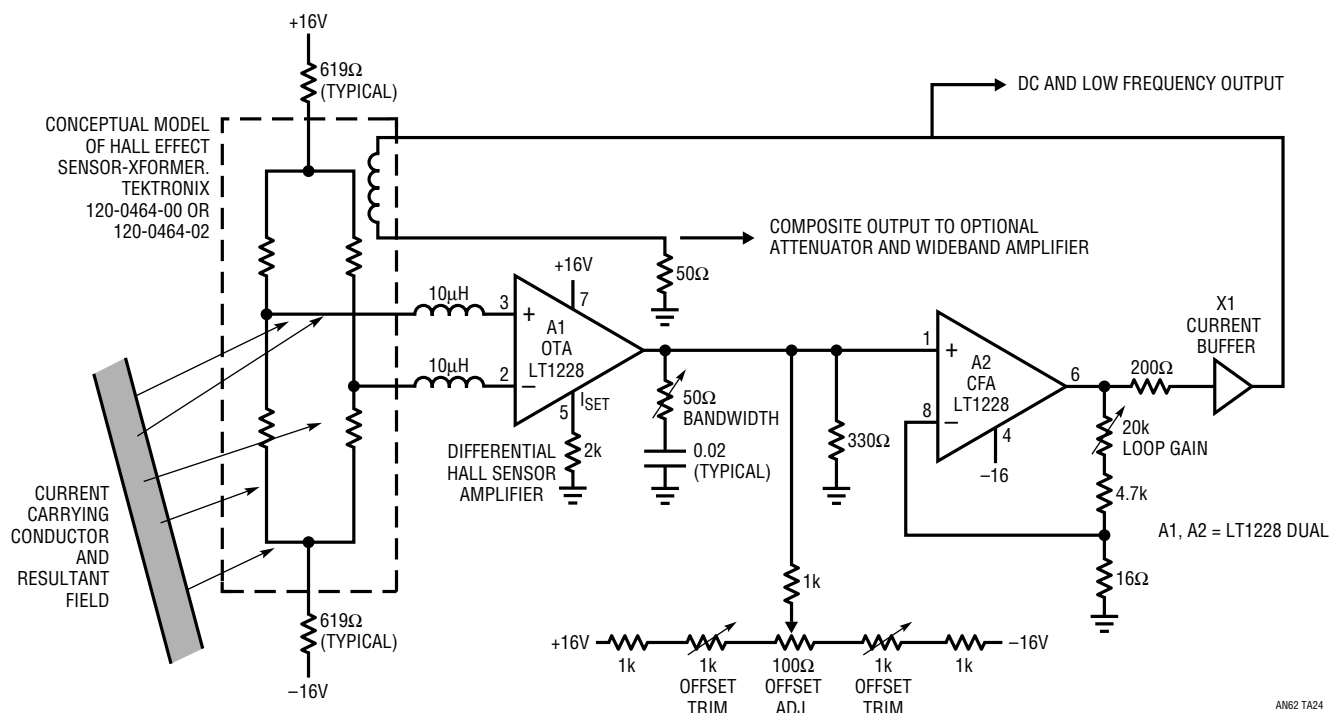 +16V
619Ω
(TYPICAL)
DC AND LOW FREQUENCY OUTPUT
CONCEPTUAL MODEL
OF HALL EFFECT
SENSOR-XFORMER.
TEKTRONIX
120-0464-00 OR
120-0464-02
COMPOSITE OUTPUT TO OPTIONAL
ATTENUATOR AND WIDEBAND AMPLIFIER
50Ω
+16V
10µH
3
7
+
A1
OTA
LT1228
10µH
2
–
5
ISET
2k
DIFFERENTIAL
HALL SENSOR
AMPLIFIER
50Ω
BANDWIDTH
0.02
(TYPICAL)
330Ω
1
+
A2
CFA
LT1228
6
8
–
4
–16
200Ω
X1
CURRENT
BUFFER
20k
LOOP GAIN
4.7k
A1, A2 = LT1228 DUAL
16Ω
CURRENT
CARRYING
CONDUCTOR
AND
RESULTANT
FIELD
619Ω
(TYPICAL)
–16V
1k
+16V
–16V
1k
1k
OFFSET
TRIM
100Ω
OFFSET
ADJ
1k
OFFSET
TRIM
1k
AN62 TA24